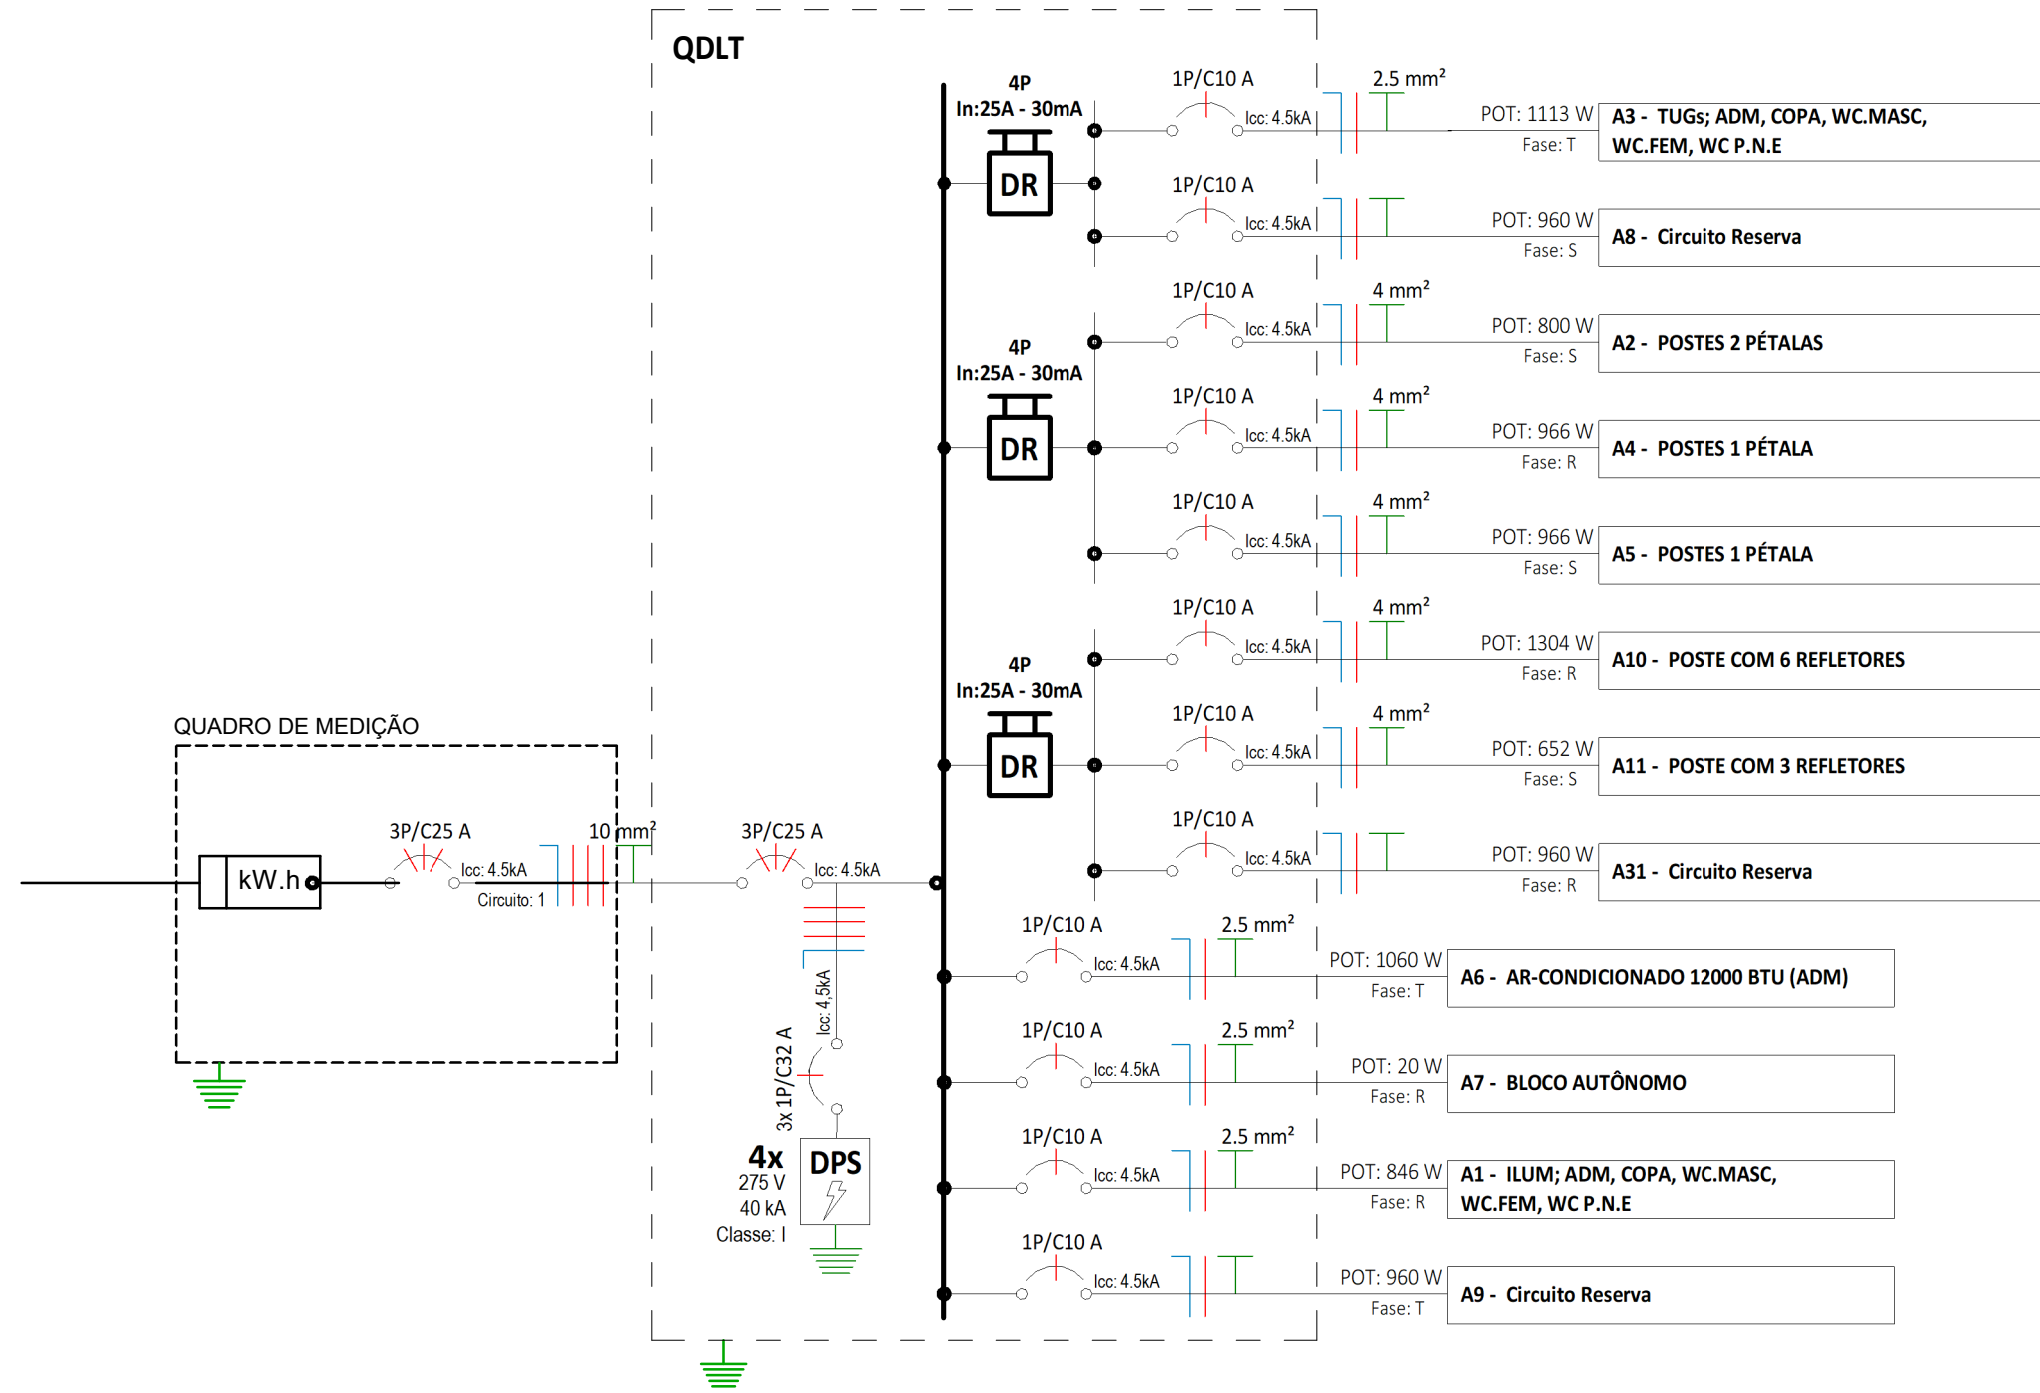 QDLT
4P
In:25A - 30mA
DR
1P/C10 A
Icc: 4.5kA
2.5 mm²
POT: 1113 W
Fase: T
A3 - TUGs; ADM, COPA, WC.MASC,
WC.FEM, WC P.N.E
1P/C10 A
Icc: 4.5kA
POT: 960 W
Fase: S
A8 - Circuito Reserva
4P
In:25A - 30mA
DR
1P/C10 A
Icc: 4.5kA
4 mm²
POT: 800 W
Fase: S
A2 - POSTES 2 PÉTALAS
1P/C10 A
Icc: 4.5kA
4 mm²
POT: 966 W
Fase: R
A4 - POSTES 1 PÉTALA
1P/C10 A
Icc: 4.5kA
4 mm²
POT: 966 W
Fase: S
A5 - POSTES 1 PÉTALA
4P
In:25A - 30mA
DR
1P/C10 A
Icc: 4.5kA
4 mm²
POT: 1304 W
Fase: R
A10 - POSTE COM 6 REFLETORES
1P/C10 A
Icc: 4.5kA
4 mm²
POT: 652 W
Fase: S
A11 - POSTE COM 3 REFLETORES
1P/C10 A
Icc: 4.5kA
POT: 960 W
Fase: R
A31 - Circuito Reserva
QUADRO DE MEDIÇÃO
kW.h
3P/C25 A
Icc: 4.5kA
Circuito: 1
10 mm²
3P/C25 A
Icc: 4.5kA
Icc: 4,5kA
3x 1P/C32 A
4x
275 V
40 kA
Classe: I
DPS
1P/C10 A
Icc: 4.5kA
2.5 mm²
POT: 1060 W
Fase: T
A6 - AR-CONDICIONADO 12000 BTU (ADM)
1P/C10 A
Icc: 4.5kA
2.5 mm²
POT: 20 W
Fase: R
A7 - BLOCO AUTÔNOMO
1P/C10 A
Icc: 4.5kA
2.5 mm²
POT: 846 W
Fase: R
A1 - ILUM; ADM, COPA, WC.MASC,
WC.FEM, WC P.N.E
1P/C10 A
Icc: 4.5kA
POT: 960 W
Fase: T
A9 - Circuito Reserva